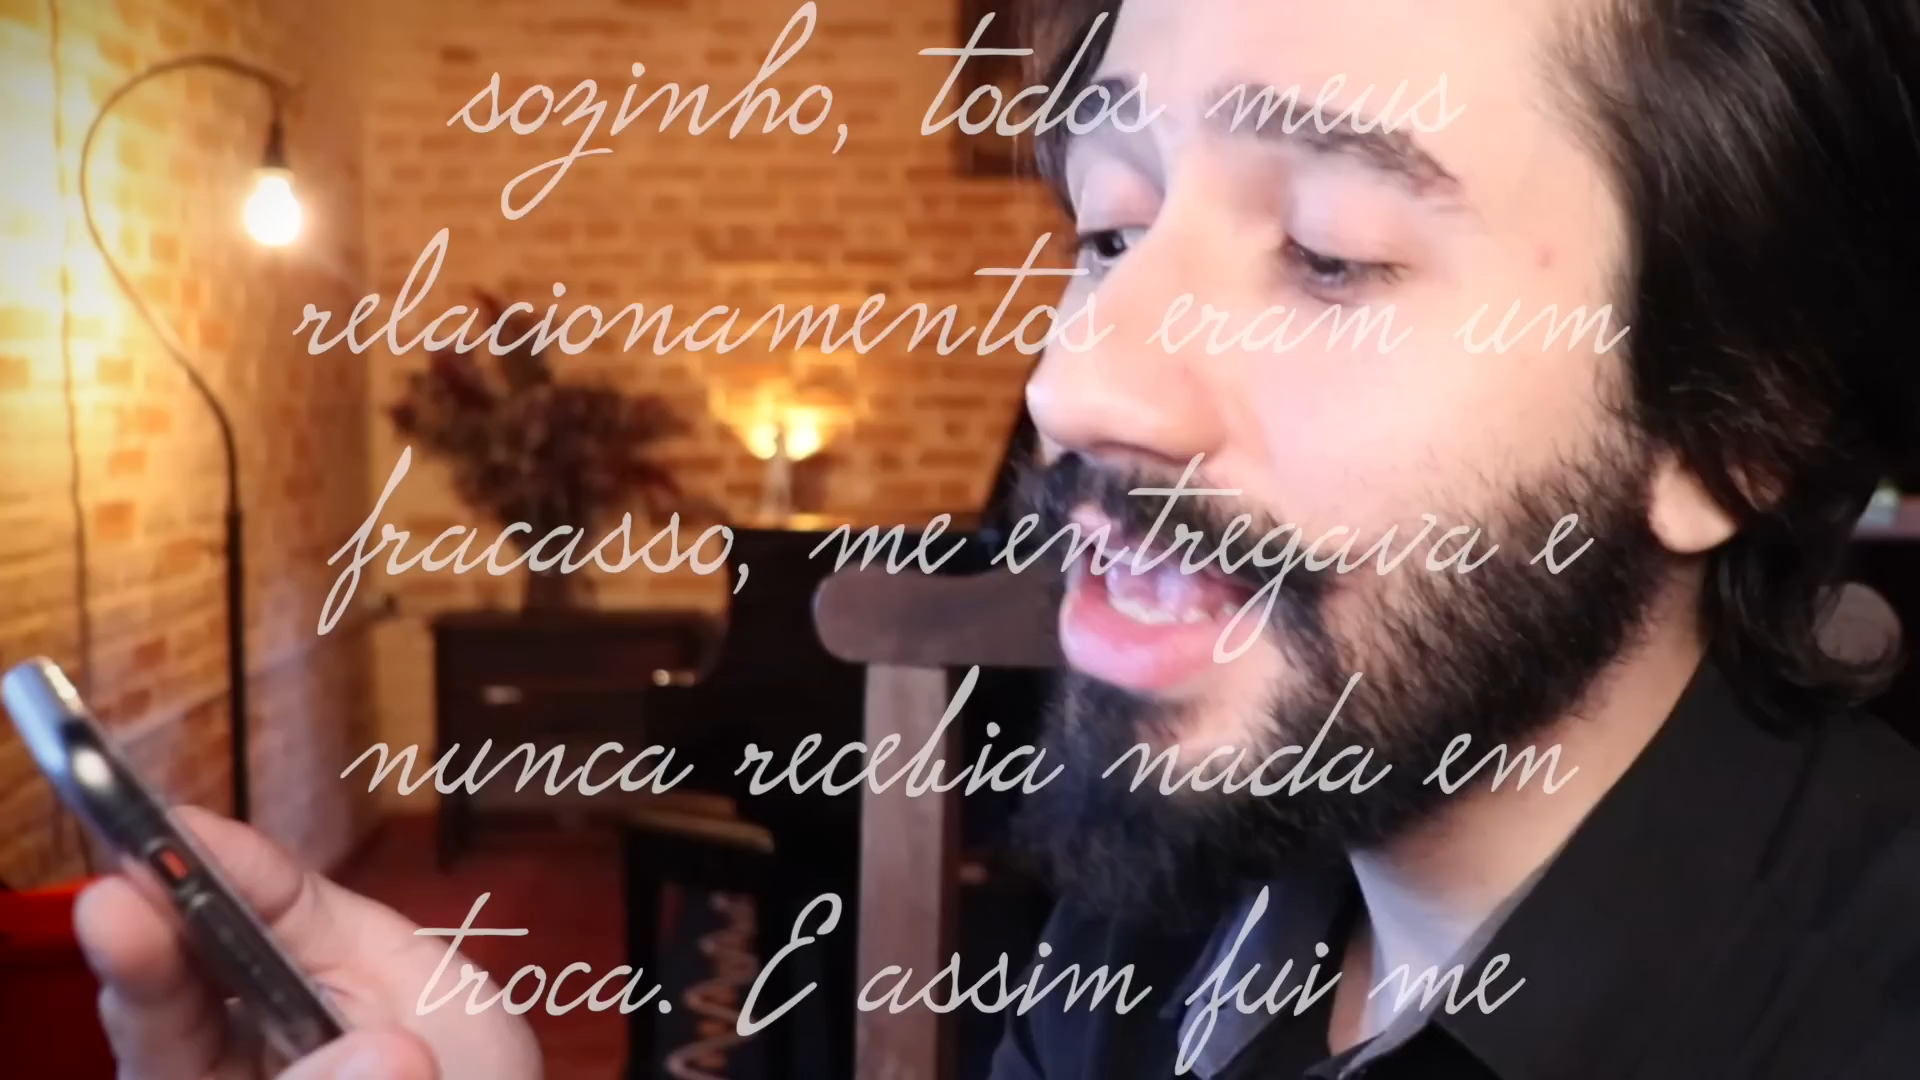 sozinho, todos meus
relacionamentos eram um
fracasso, me entregava e
nunca recebia nada em
troca. E assim fui me